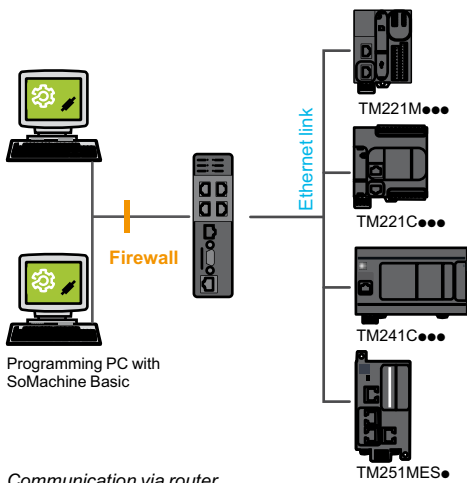 TM221M●●●
Ethernet link
TM221C●●●
Firewall
TM241C●●●
Programming PC with
SoMachine Basic
TM251MES●
Communication via router